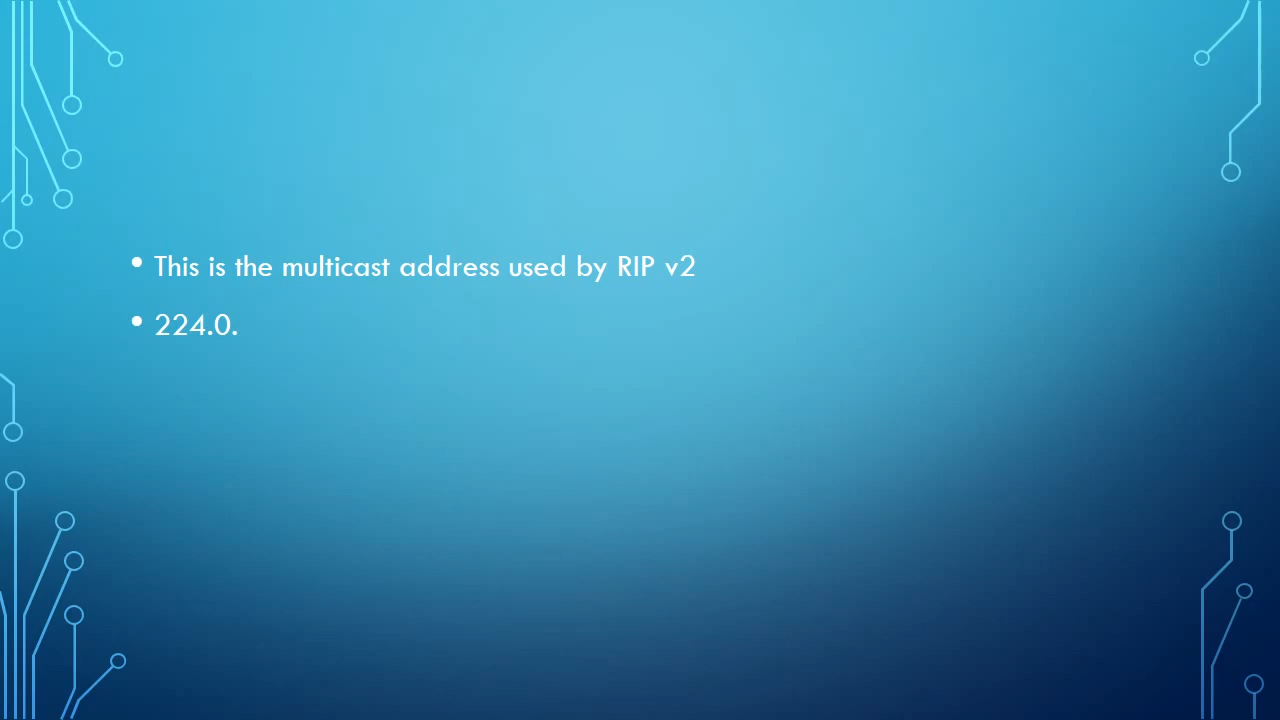 • This is the multicast address used by RIP v2
• 224.0.